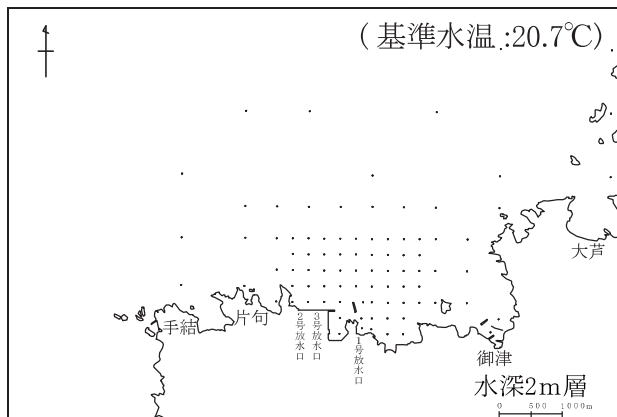 (基準水温:20.7℃)
大芦
手結
片句
2号放水口
3号放水口
1号放水口
御津
水深2m層
0 500 1000m